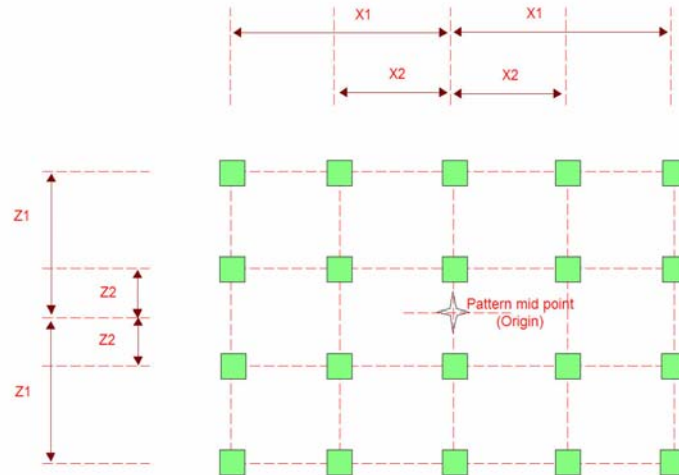 X1
X1
X2
X2
Z1
Z2
Pattern mid point
(Origin)
Z2
Z1